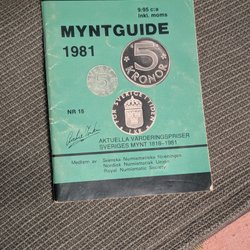 9:95 c:a
inkl. moms
MYNTGUIDE
1981
5
KRONOR
NR 15
AKTUELLA VÄRDERINGSPRISER
SVERIGES MYNT 1818-1981
Medlem av Svenska Numismatiska föreningen
Nordisk Numismatisk Union
Royal Numismatic Society